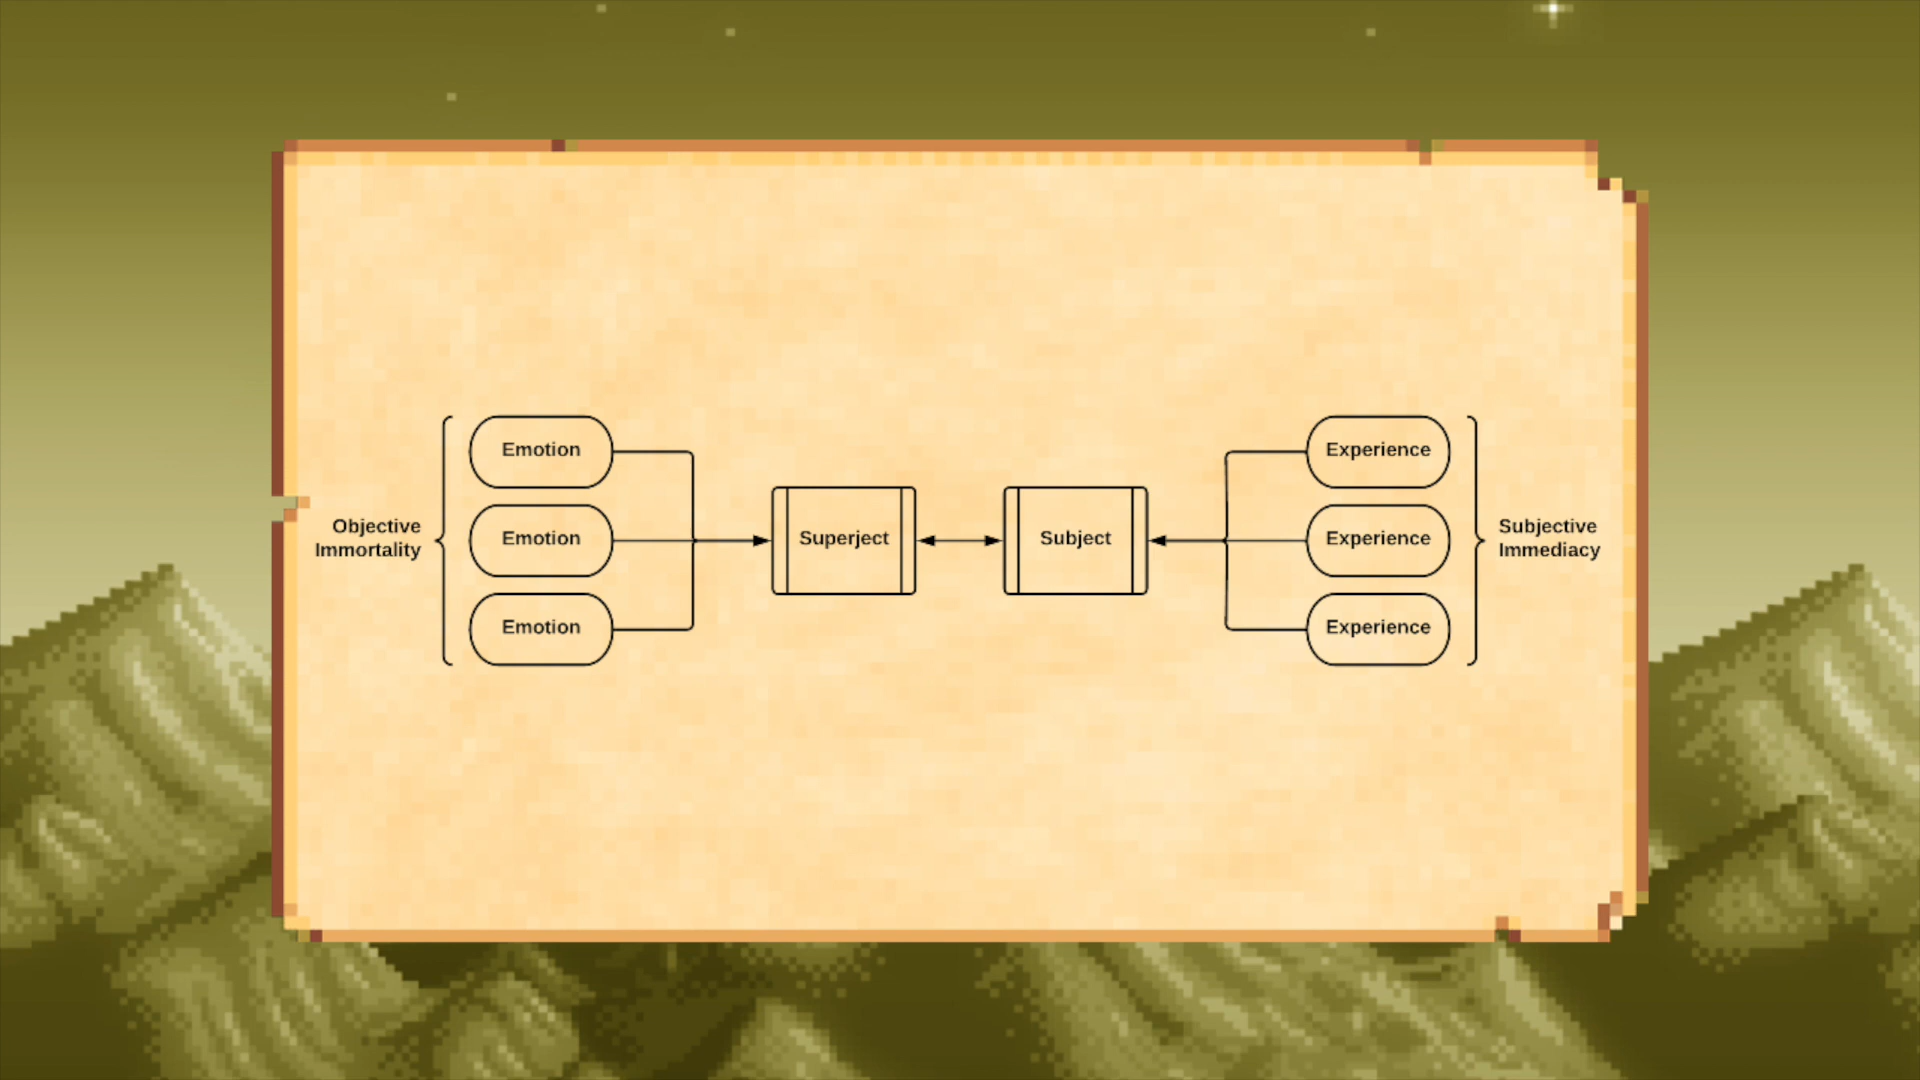 Emotion
Emotion
Emotion
Objective
Immortality
Superject
Subject
Experience
Experience
Experience
Subjective
Immediacy